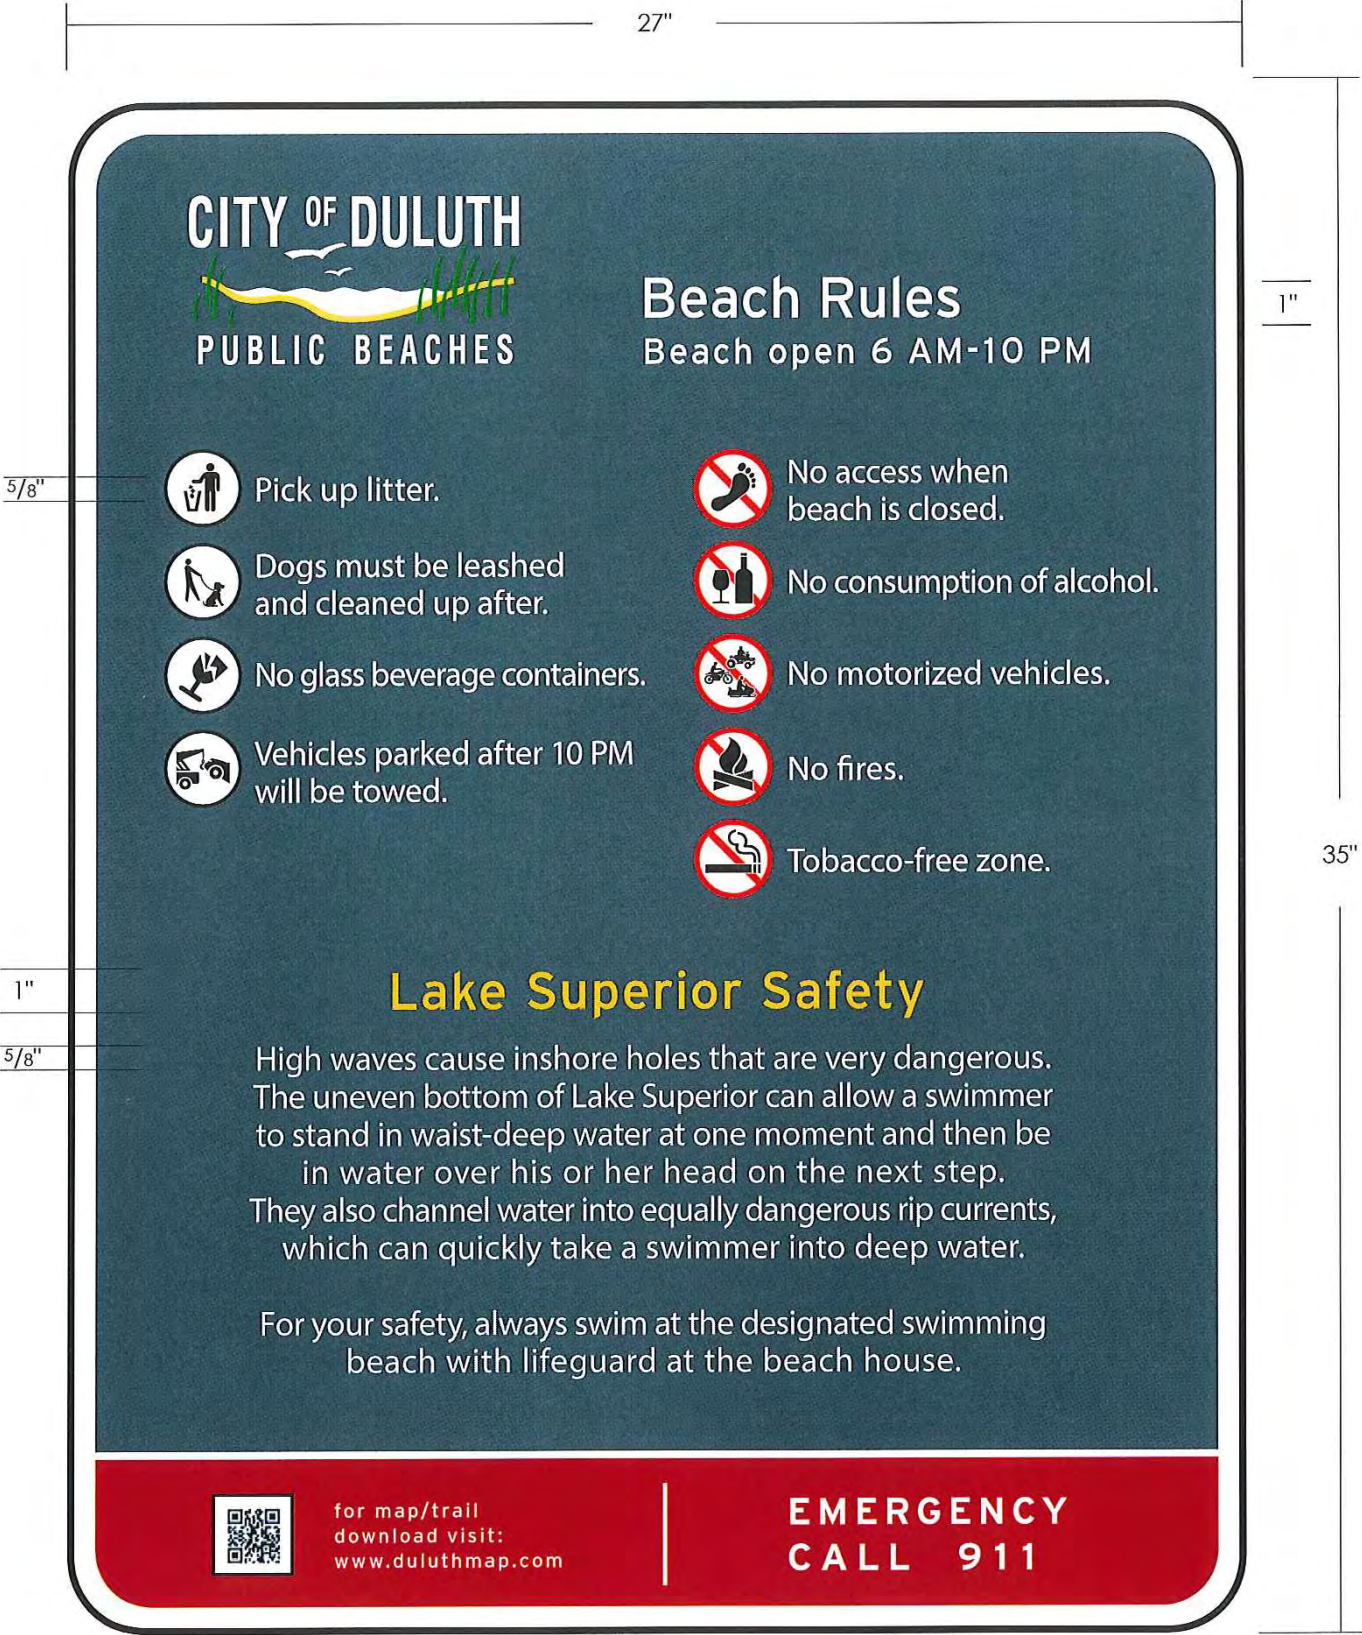 27"
CITY OF DULUTH
PUBLIC BEACHES
Beach Rules
Beach open 6 AM-10 PM
1"
5/8"
Pick up litter.
Dogs must be leashed
and cleaned up after.
No glass beverage containers.
Vehicles parked after 10 PM
will be towed.
No access when
beach is closed.
No consumption of alcohol.
No motorized vehicles.
No fires.
Tobacco-free zone.
35"
1"
Lake Superior Safety
5/8"
High waves cause inshore holes that are very dangerous.
The uneven bottom of Lake Superior can allow a swimmer
to stand in waist-deep water at one moment and then be
in water over his or her head on the next step.
They also channel water into equally dangerous rip currents,
which can quickly take a swimmer into deep water.
For your safety, always swim at the designated swimming
beach with lifeguard at the beach house.
for map/trail
download visit:
www.duluthmap.com
EMERGENCY
CALL 911